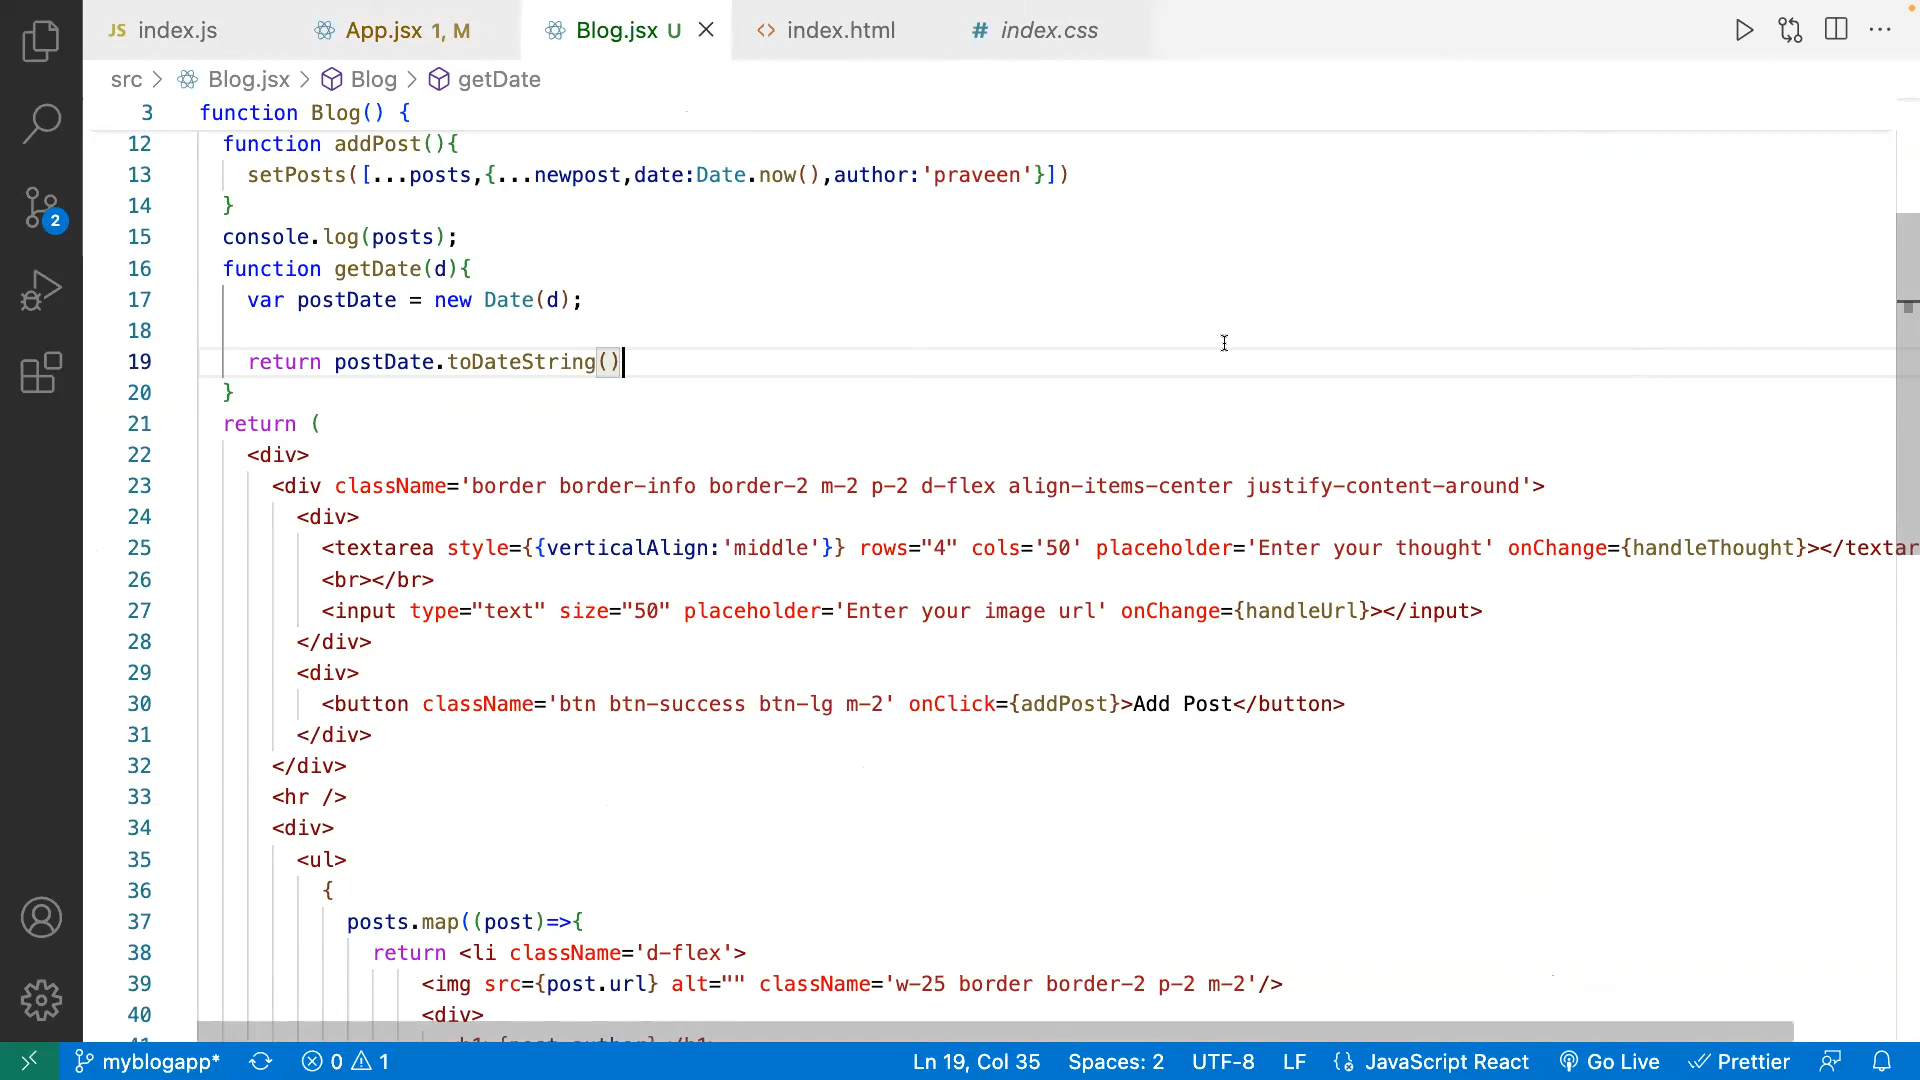 JS index.js App.jsx 1, M Blog.jsx U index.html # index.css
src > Blog.jsx > Blog > getDate
3 function Blog() {
12 function addPost(){
13 setPosts([...posts,{...newpost,date:Date.now(),author:'praveen'}])
14 }
15 console.log(posts);
16 function getDate(d){
17 var postDate = new Date(d);
18
19 return postDate.toDateString()
20 }
21 return (
22 <div>
23 <div className='border border-info border-2 m-2 p-2 d-flex align-items-center justify-content-around'>
24 <div>
25 <textarea style={{verticalAlign:'middle'}} rows="4" cols='50' placeholder='Enter your thought' onChange={handleThought}></textar
26 <br></br>
27 <input type="text" size="50" placeholder='Enter your image url' onChange={handleUrl}></input>
28 </div>
29 <div>
30 <button className='btn btn-success btn-lg m-2' onClick={addPost}>Add Post</button>
31 </div>
32 </div>
33 <hr />
34 <div>
35 <ul>
36 {
37 posts.map((post)=>{
38 return <li className='d-flex'>
39 <img src={post.url} alt="" className='w-25 border border-2 p-2 m-2'/>
40 <div>
2
myblogapp* 0 1 Ln 19, Col 35 Spaces: 2 UTF-8 LF JavaScript React Go Live Prettier